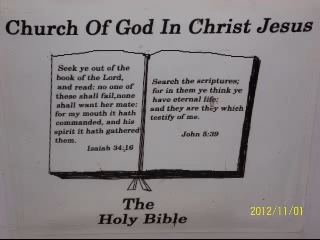 Church Of God In Christ Jesus
Seek ye out of the
book of the Lord,
and read: no one of
these shall fail,none
shall want her mate:
for my mouth it hath
commanded, and his
spirit it hath gathered
them.
Isaiah 34:16
Search the scriptures;
for in them ye think ye
have eternal life:
and they are they which
testify of me.
John 5:39
The
Holy Bible
2012/11/01